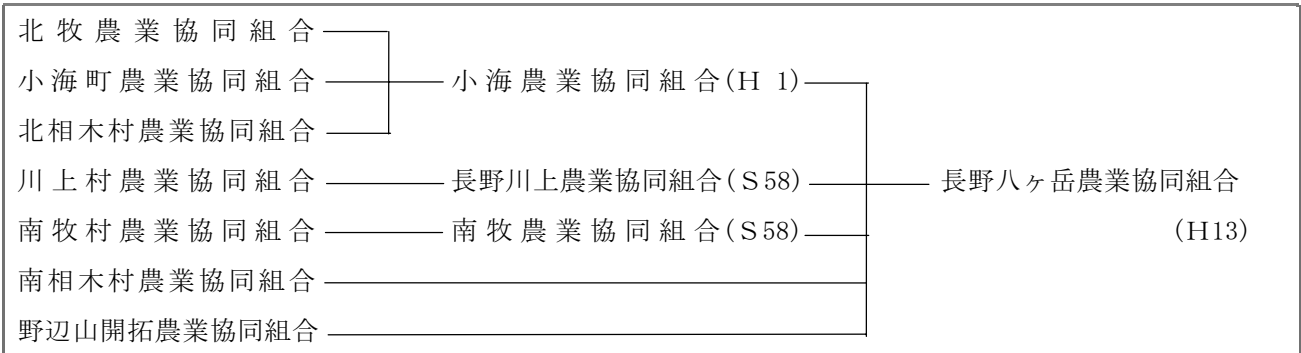 北牧農業協同組合
小海町農業協同組合 小海農業協同組合(H 1)
北相木村農業協同組合
川上村農業協同組合 長野川上農業協同組合(S58) 長野八ヶ岳農業協同組合
南牧村農業協同組合 南牧農業協同組合(S58) (H13)
南相木村農業協同組合
野辺山開拓農業協同組合